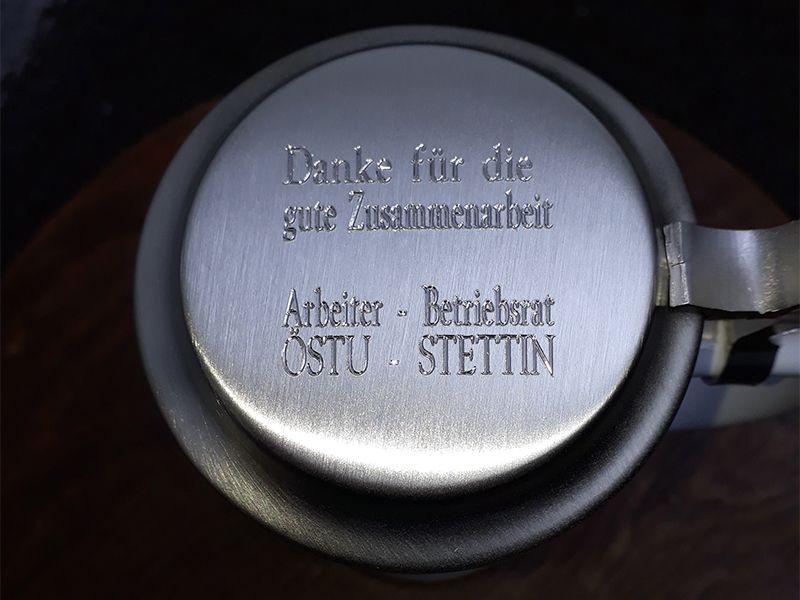 Danke für die
gute Zusammenarbeit
Arbeiter - Betriebsrat
ÖSTU - STETTIN